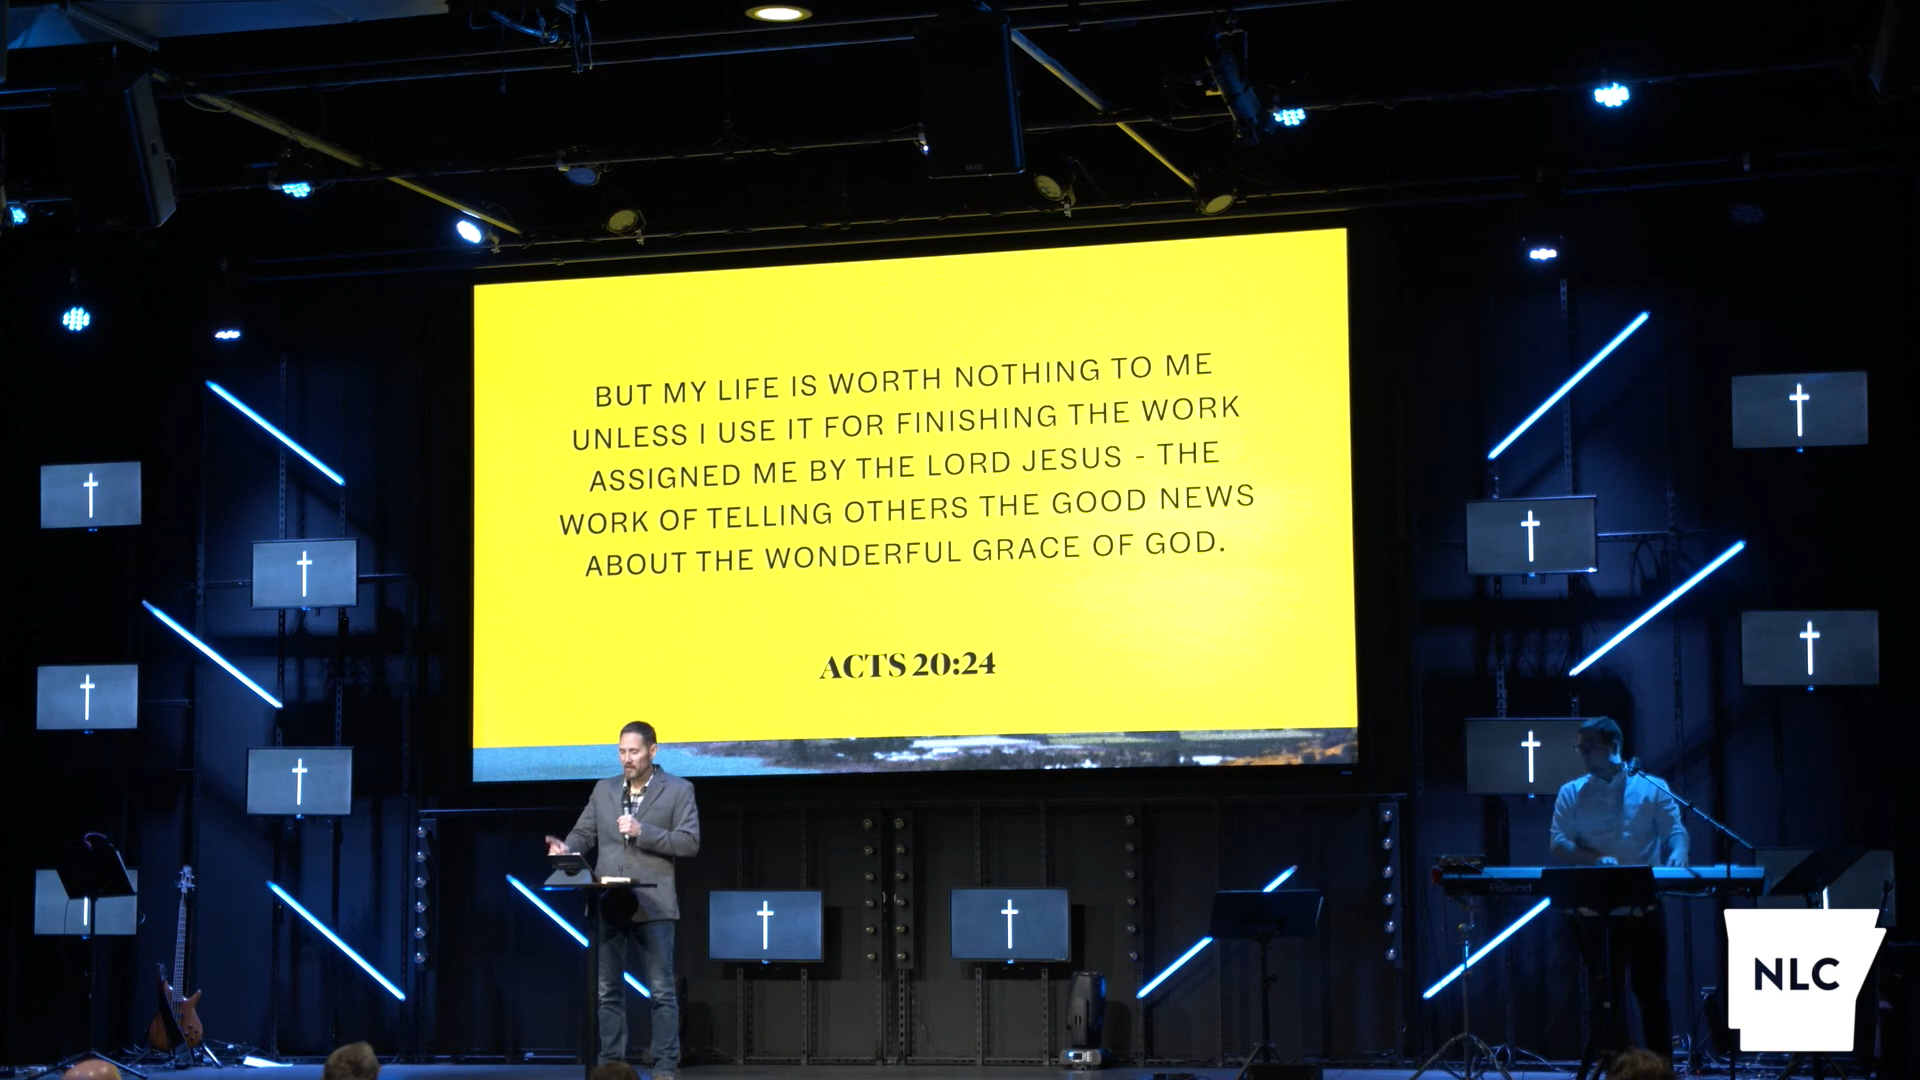 BUT MY LIFE IS WORTH NOTHING TO ME
UNLESS I USE IT FOR FINISHING THE WORK
ASSIGNED ME BY THE LORD JESUS - THE
WORK OF TELLING OTHERS THE GOOD NEWS
ABOUT THE WONDERFUL GRACE OF GOD.
ACTS 20:24
Roland
NLC